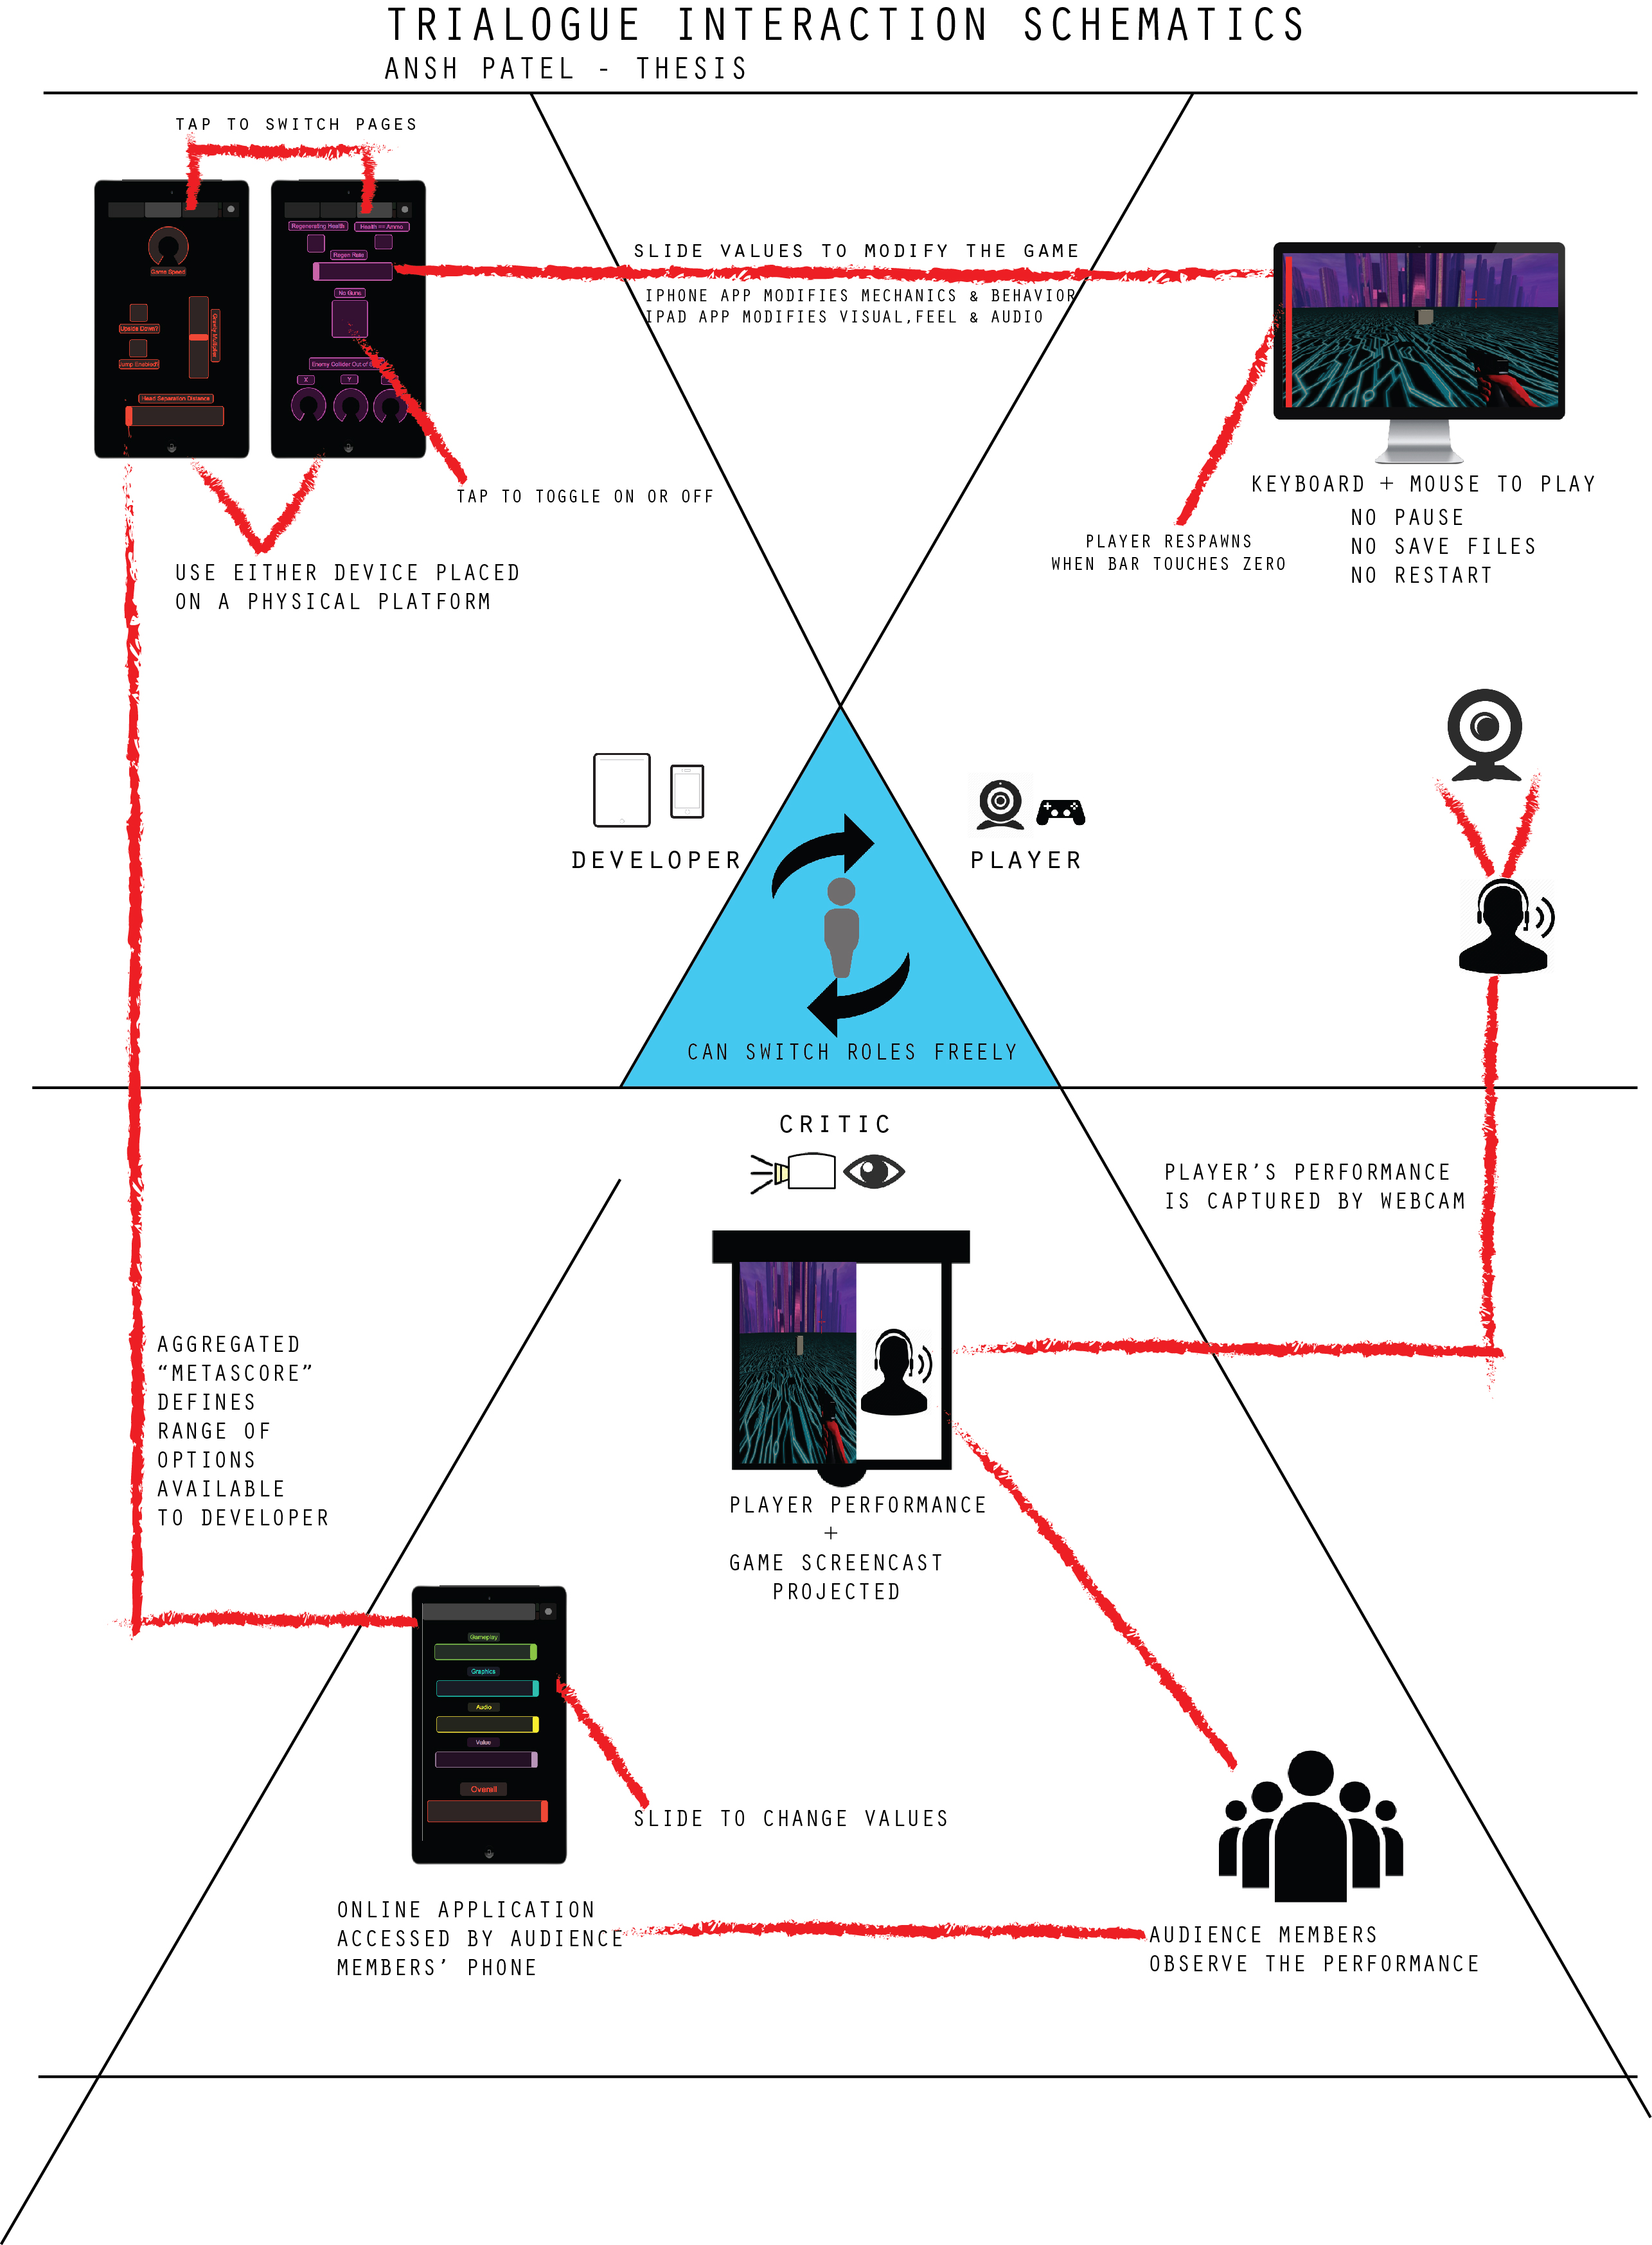 TRIALOGUE INTERACTION SCHEMATICS
ANSH PATEL - THESIS
TAP TO SWITCH PAGES
Game Speed
Upside Down?
Jump Enabled?
Gravity Multiplier
Head Separation Distance
Regenerating Health
Health == Ammo
Regen Rate
No Guns
Enemy Collider Out of
X
Y
SLIDE VALUES TO MODIFY THE GAME
IPHONE APP MODIFIES MECHANICS & BEHAVIOR
IPAD APP MODIFIES VISUAL,FEEL & AUDIO
TAP TO TOGGLE ON OR OFF
USE EITHER DEVICE PLACED
ON A PHYSICAL PLATFORM
KEYBOARD + MOUSE TO PLAY
NO PAUSE
NO SAVE FILES
NO RESTART
PLAYER RESPAWNS
WHEN BAR TOUCHES ZERO
DEVELOPER
PLAYER
CAN SWITCH ROLES FREELY
CRITIC
PLAYER'S PERFORMANCE
IS CAPTURED BY WEBCAM
AGGREGATED
“METASCORE”
DEFINES
RANGE OF
OPTIONS
AVAILABLE
TO DEVELOPER
PLAYER PERFORMANCE
+
GAME SCREENCAST
PROJECTED
Gameplay
Graphics
Audio
Value
Overall
SLIDE TO CHANGE VALUES
ONLINE APPLICATION
ACCESSED BY AUDIENCE
MEMBERS' PHONE
AUDIENCE MEMBERS
OBSERVE THE PERFORMANCE